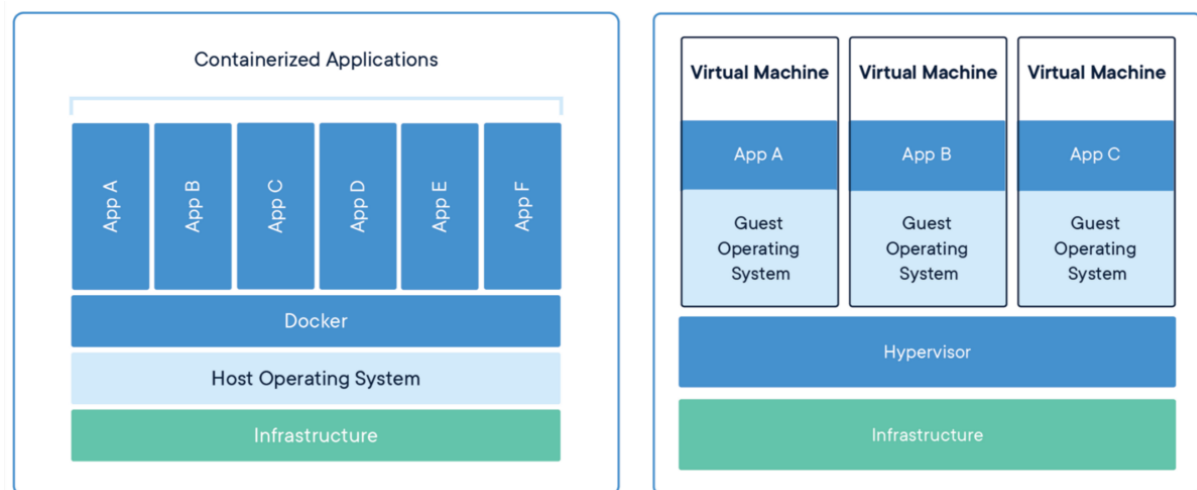 Containerized Applications
App A
App B
App C
App D
App E
App F
Docker
Host Operating System
Infrastructure
Virtual Machine
App A
Guest
Operating
System
Virtual Machine
App B
Guest
Operating
System
Virtual Machine
App C
Guest
Operating
System
Hypervisor
Infrastructure